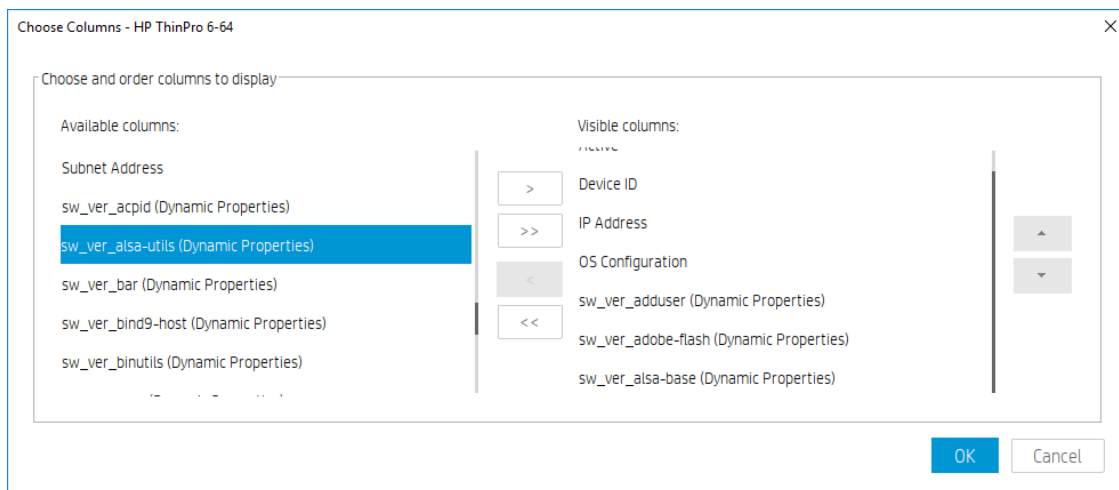 Choose Columns - HP ThinPro 6-64
Choose and order columns to display
Available columns:
Subnet Address
sw_ver_acpid (Dynamic Properties)
sw_ver_alsa-utils (Dynamic Properties)
sw_ver_bar (Dynamic Properties)
sw_ver_bind9-host (Dynamic Properties)
sw_ver_binutils (Dynamic Properties)
>
>>
<
<<
Visible columns:
Active
Device ID
IP Address
OS Configuration
sw_ver_adduser (Dynamic Properties)
sw_ver_adobe-flash (Dynamic Properties)
sw_ver_alsa-base (Dynamic Properties)
OK
Cancel